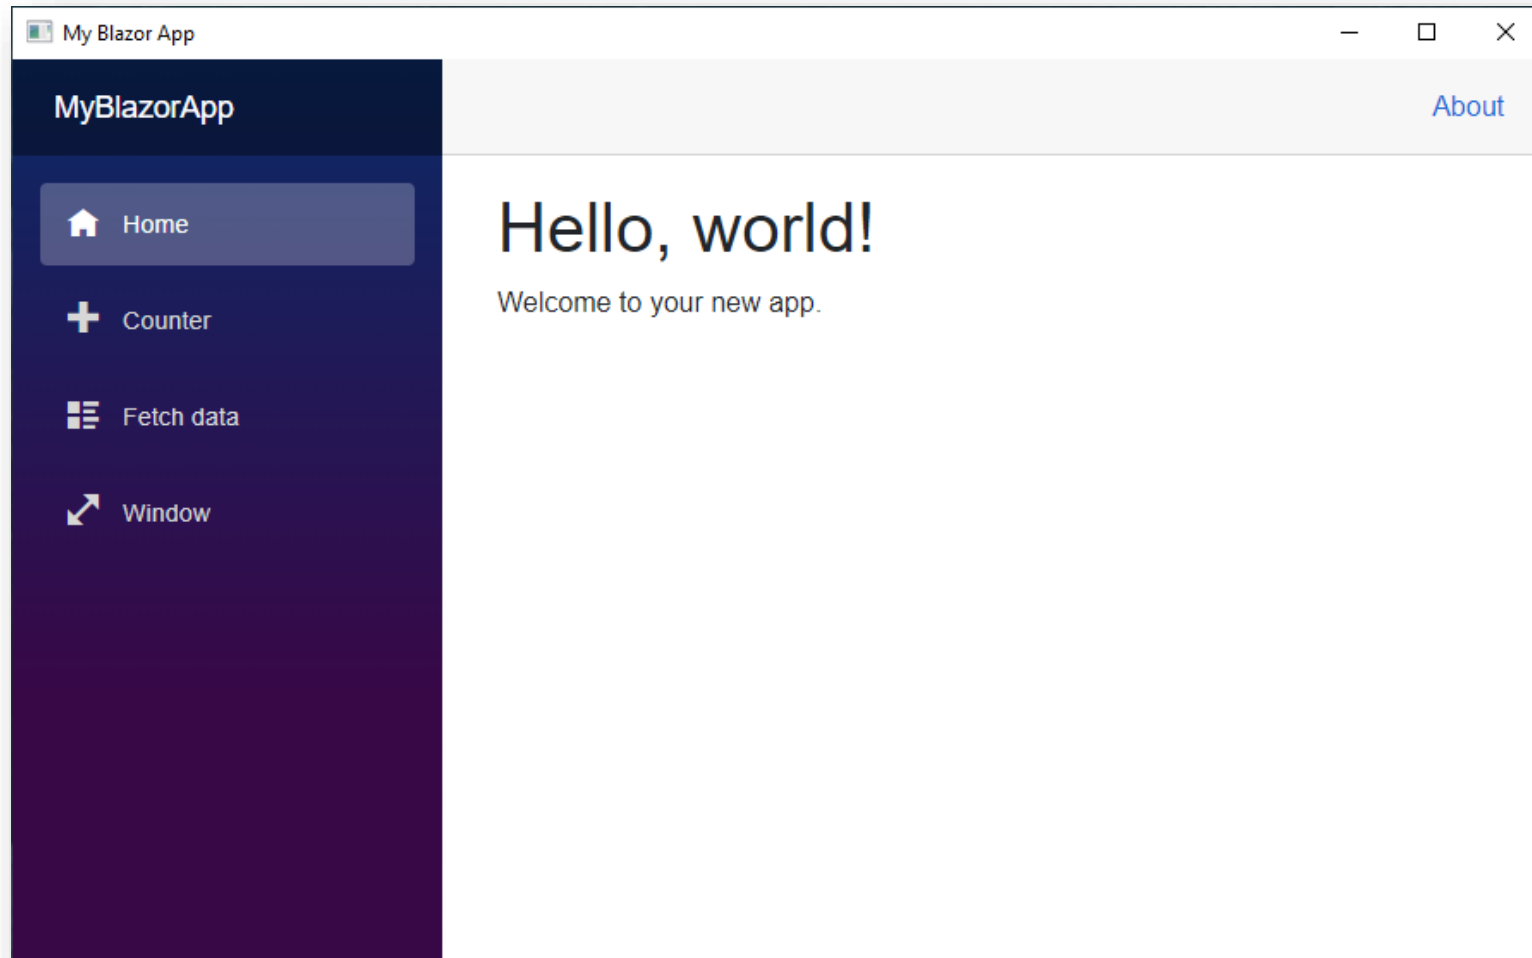 My Blazor App
MyBlazorApp
About
Home
Counter
Fetch data
Window
Hello, world!
Welcome to your new app.